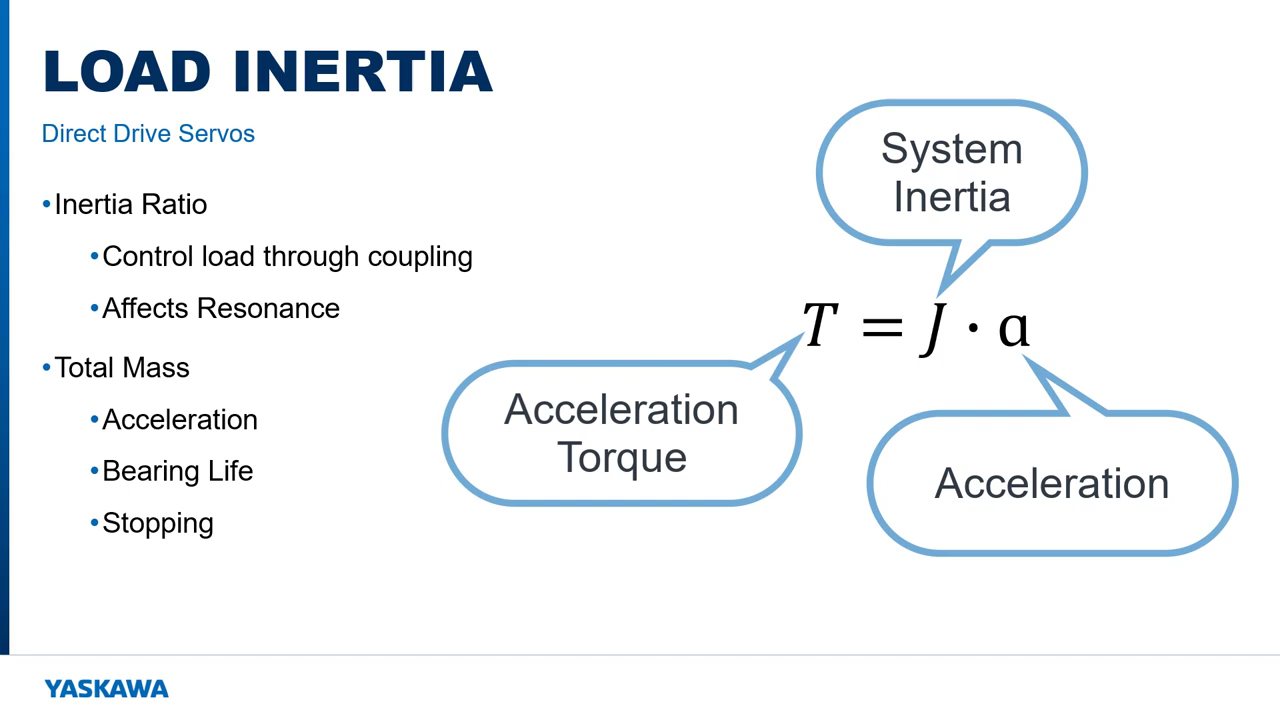 LOAD INERTIA
Direct Drive Servos
•Inertia Ratio
•Control load through coupling
•Affects Resonance
•Total Mass
•Acceleration
•Bearing Life
•Stopping
System
Inertia
T = J · ɑ
Acceleration
Torque
Acceleration
YASKAWA